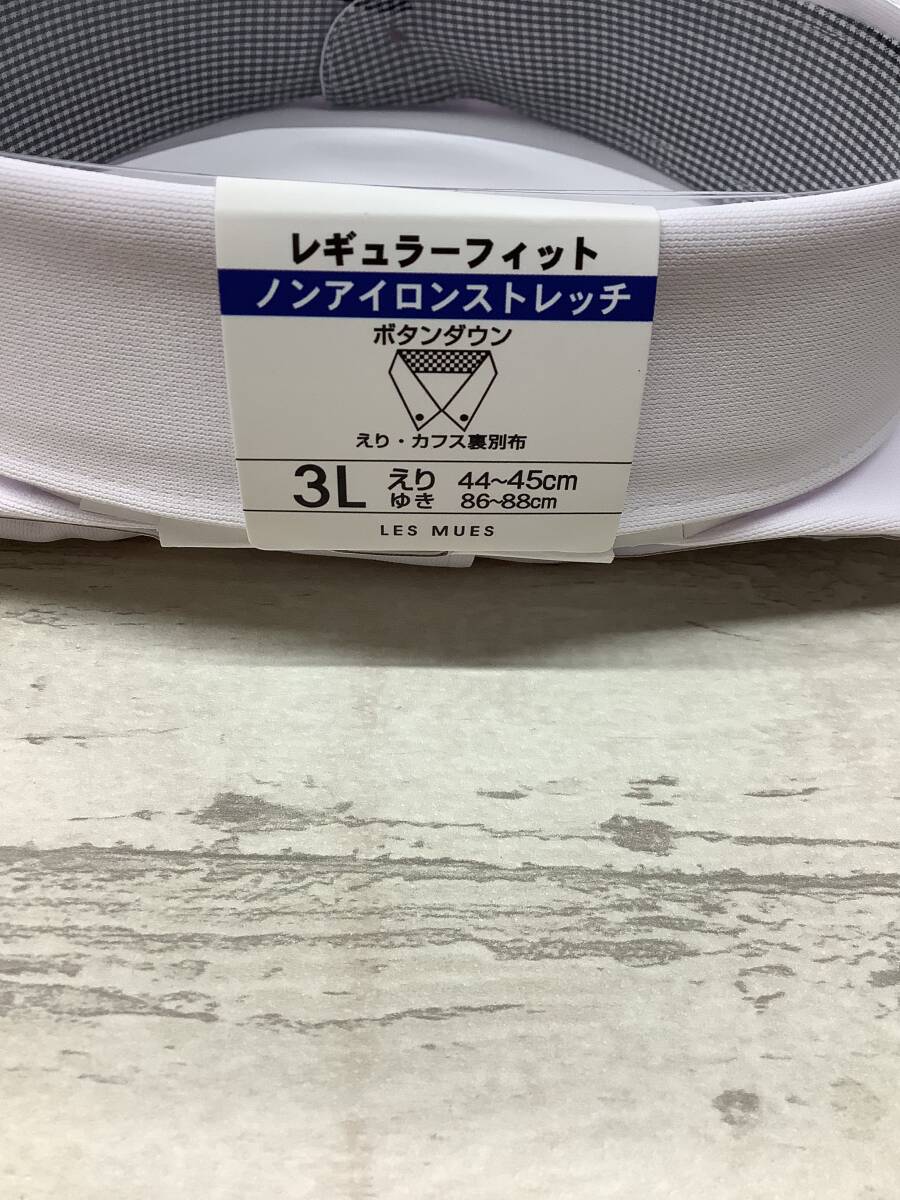 レギュラーフィット
ノンアイロンストレッチ
ボタンダウン
えり・カフス裏別布
3L えり 44~45cm
ゆき 86~88cm
LES MUES